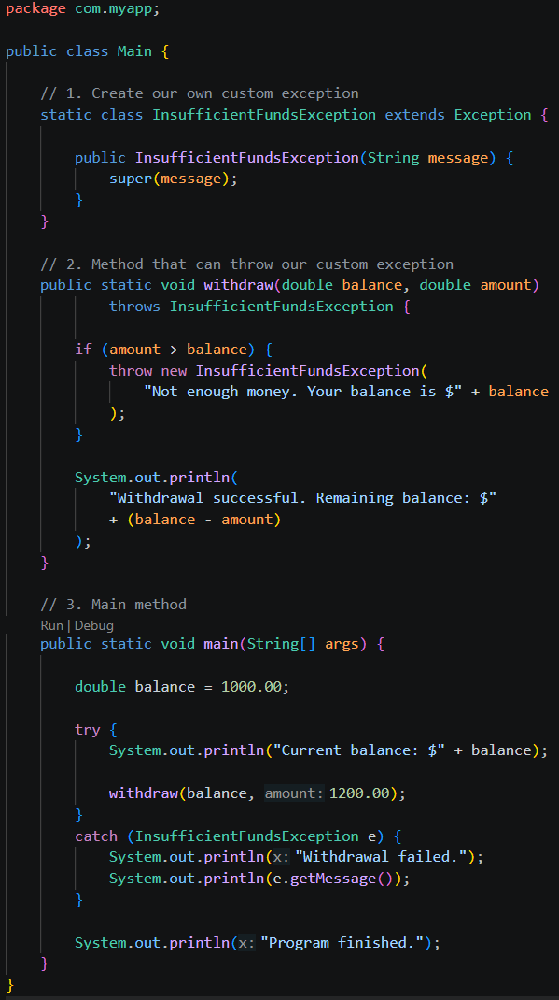 package com.myapp;
public class Main {
// 1. Create our own custom exception
static class InsufficientFundsException extends Exception {
public InsufficientFundsException(String message) {
super(message);
}
}
// 2. Method that can throw our custom exception
public static void withdraw(double balance, double amount)
throws InsufficientFundsException {
if (amount > balance) {
throw new InsufficientFundsException(
"Not enough money. Your balance is $" + balance
);
}
System.out.println(
"Withdrawal successful. Remaining balance: $"
+ (balance - amount)
);
}
// 3. Main method
Run | Debug
public static void main(String[] args) {
double balance = 1000.00;
try {
System.out.println("Current balance: $" + balance);
withdraw(balance, amount: 1200.00);
}
catch (InsufficientFundsException e) {
System.out.println(x: "Withdrawal failed.");
System.out.println(e.getMessage());
}
System.out.println(x: "Program finished.");
}
}